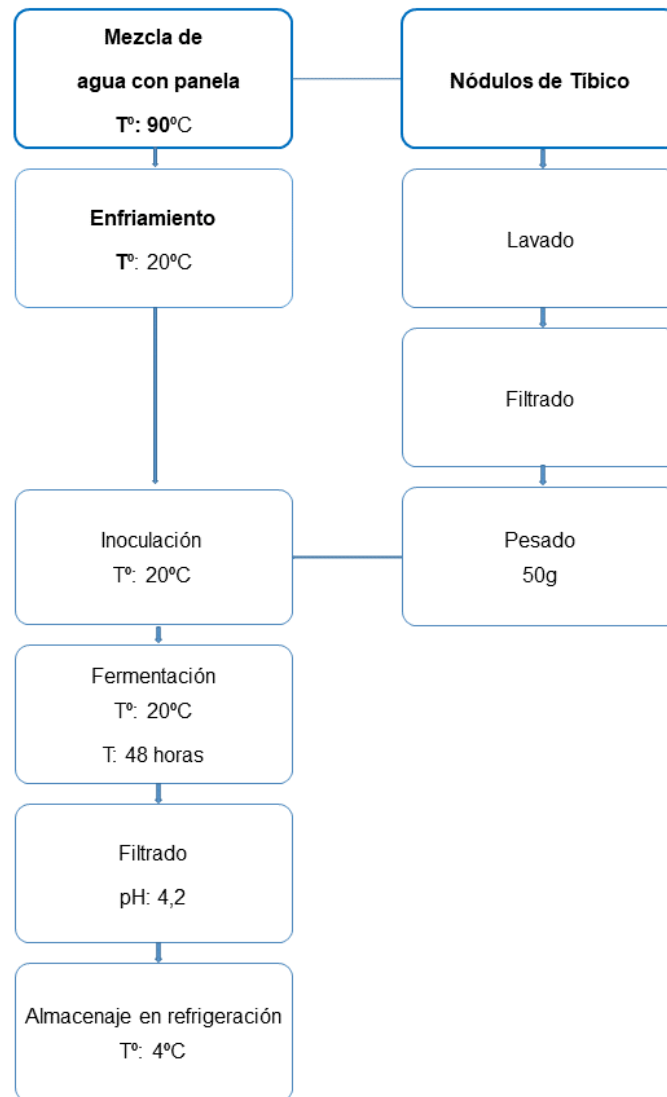 Mezcla de
agua con panela
Tº: 90ºC
Nódulos de Tíbico
Enfriamiento
Tº: 20ºC
Lavado
Filtrado
Inoculación
Tº: 20ºC
Pesado
50g
Fermentación
Tº: 20ºC
T: 48 horas
Filtrado
pH: 4,2
Almacenaje en refrigeración
Tº: 4ºC